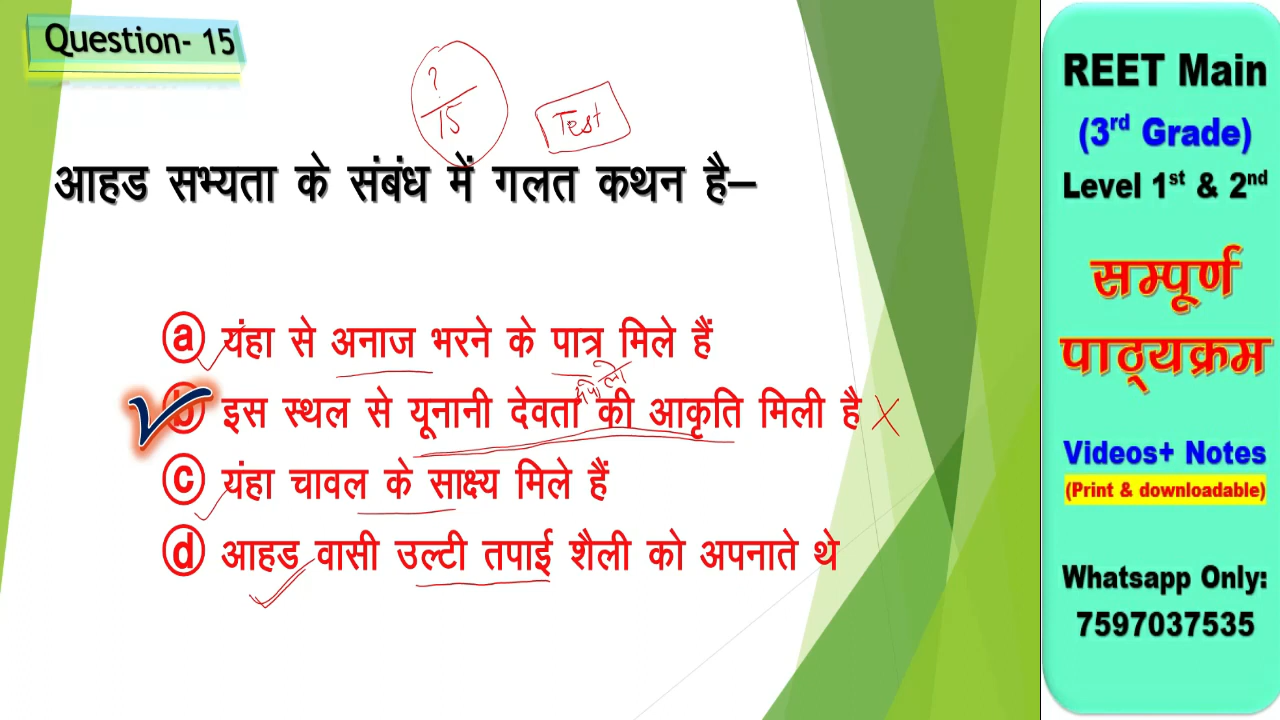 Question- 15
?
15
Test
आहड सभ्यता के संबंध में गलत कथन है–
a यंहा से अनाज भरने के पात्र मिले हैं
अपोलो
b इस स्थल से यूनानी देवता की आकृति मिली है X
c यंहा चावल के साक्ष्य मिले हैं
d आहड वासी उल्टी तपाई शैली को अपनाते थे
REET Main
(3rd Grade)
Level 1st & 2nd
सम्पूर्ण
पाठ्यक्रम
Videos+ Notes
(Print & downloadable)
Whatsapp Only:
7597037535